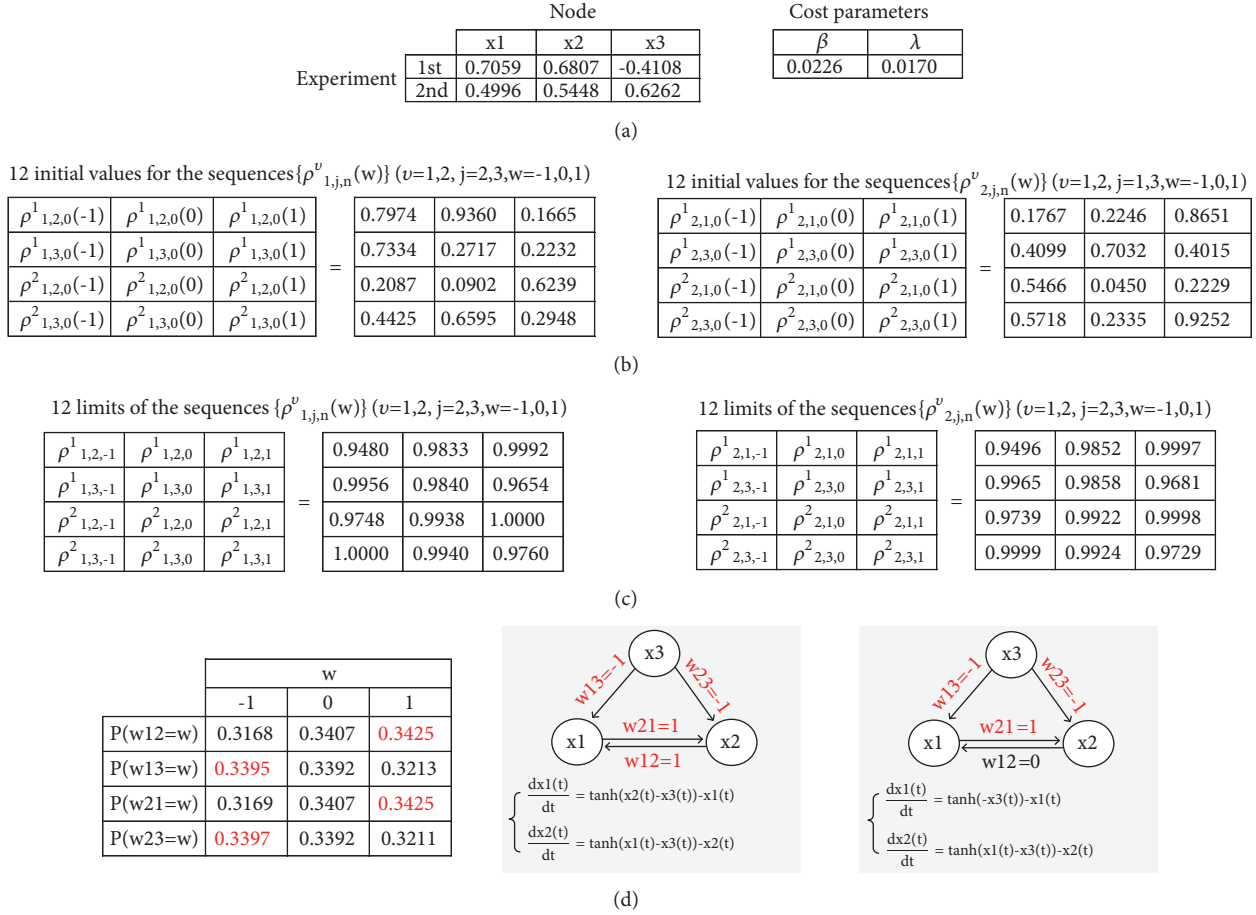 Node
x1 x2 x3
Experiment
1st 0.7059 0.6807 -0.4108
2nd 0.4996 0.5448 0.6262
Cost parameters
β λ
0.0226 0.0170
(a)
12 initial values for the sequences{ρ^υ_1,j,n(w)} (υ=1,2, j=2,3,w=-1,0,1)
ρ^1_1,2,0(-1) ρ^1_1,2,0(0) ρ^1_1,2,0(1)
ρ^1_1,3,0(-1) ρ^1_1,3,0(0) ρ^1_1,3,0(1)
ρ^2_1,2,0(-1) ρ^2_1,2,0(0) ρ^2_1,2,0(1)
ρ^2_1,3,0(-1) ρ^2_1,3,0(0) ρ^2_1,3,0(1)
=
0.7974 0.9360 0.1665
0.7334 0.2717 0.2232
0.2087 0.0902 0.6239
0.4425 0.6595 0.2948
12 initial values for the sequences{ρ^υ_2,j,n(w)} (υ=1,2, j=1,3,w=-1,0,1)
ρ^1_2,1,0(-1) ρ^1_2,1,0(0) ρ^1_2,1,0(1)
ρ^1_2,3,0(-1) ρ^1_2,3,0(0) ρ^1_2,3,0(1)
ρ^2_2,1,0(-1) ρ^2_2,1,0(0) ρ^2_2,1,0(1)
ρ^2_2,3,0(-1) ρ^2_2,3,0(0) ρ^2_2,3,0(1)
=
0.1767 0.2246 0.8651
0.4099 0.7032 0.4015
0.5466 0.0450 0.2229
0.5718 0.2335 0.9252
(b)
12 limits of the sequences {ρ^υ_1,j,n(w)} (υ=1,2, j=2,3,w=-1,0,1)
ρ^1_1,2,-1 ρ^1_1,2,0 ρ^1_1,2,1
ρ^1_1,3,-1 ρ^1_1,3,0 ρ^1_1,3,1
ρ^2_1,2,-1 ρ^2_1,2,0 ρ^2_1,2,1
ρ^2_1,3,-1 ρ^2_1,3,0 ρ^2_1,3,1
=
0.9480 0.9833 0.9992
0.9956 0.9840 0.9654
0.9748 0.9938 1.0000
1.0000 0.9940 0.9760
12 limits of the sequences{ρ^υ_2,j,n(w)} (υ=1,2, j=2,3,w=-1,0,1)
ρ^1_2,1,-1 ρ^1_2,1,0 ρ^1_2,1,1
ρ^1_2,3,-1 ρ^1_2,3,0 ρ^1_2,3,1
ρ^2_2,1,-1 ρ^2_2,1,0 ρ^2_2,1,1
ρ^2_2,3,-1 ρ^2_2,3,0 ρ^2_2,3,1
=
0.9496 0.9852 0.9997
0.9965 0.9858 0.9681
0.9739 0.9922 0.9998
0.9999 0.9924 0.9729
(c)
w
-1 0 1
P(w12=w) 0.3168 0.3407 0.3425
P(w13=w) 0.3395 0.3392 0.3213
P(w21=w) 0.3169 0.3407 0.3425
P(w23=w) 0.3397 0.3392 0.3211
x3
w13=-1
w23=-1
x1
w21=1
w12=1
x2
dx1(t)/dt = tanh(x2(t)-x3(t))-x1(t)
dx2(t)/dt = tanh(x1(t)-x3(t))-x2(t)
x3
w13=-1
w23=-1
x1
w21=1
w12=0
x2
dx1(t)/dt = tanh(-x3(t))-x1(t)
dx2(t)/dt = tanh(x1(t)-x3(t))-x2(t)
(d)